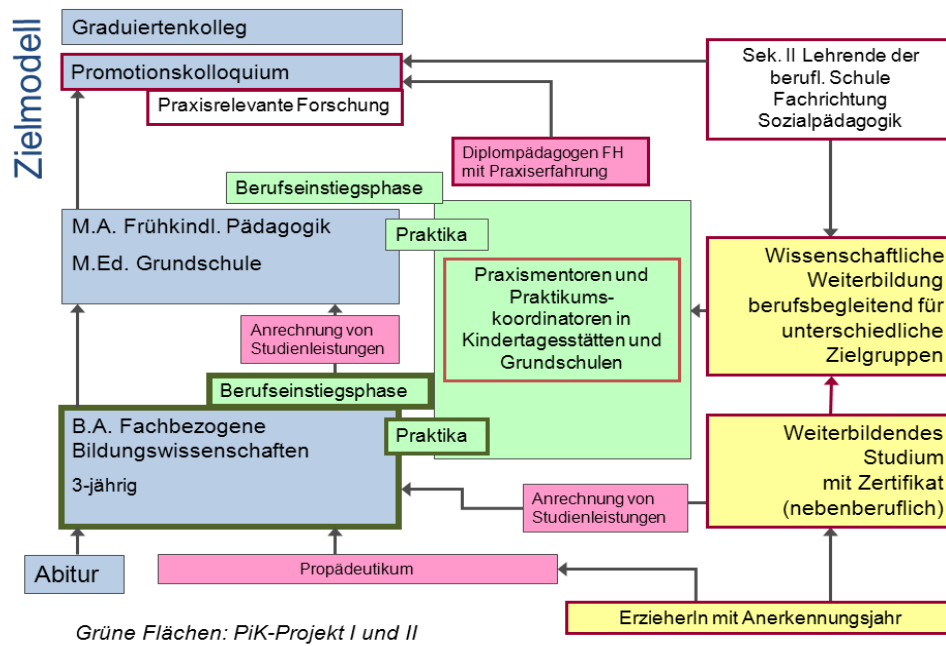 Zielmodell
Graduiertenkolleg
Promotionskolloquium
Praxisrelevante Forschung
Sek. II Lehrende der
berufl. Schule
Fachrichtung
Sozialpädagogik
Diplompädagogen FH
mit Praxiserfahrung
Berufseinstiegsphase
M.A. Frühkindl. Pädagogik
M.Ed. Grundschule
Praktika
Praxismentoren und
Praktikums-
koordinatoren in
Kindertagesstätten und
Grundschulen
Wissenschaftliche
Weiterbildung
berufsbegleitend für
unterschiedliche
Zielgruppen
Anrechnung von
Studienleistungen
Berufseinstiegsphase
B.A. Fachbezogene
Bildungswissenschaften
3-jährig
Praktika
Weiterbildendes
Studium
mit Zertifikat
(nebenberuflich)
Anrechnung von
Studienleistungen
Abitur
Propädeutikum
ErzieherIn mit Anerkennungsjahr
Grüne Flächen: PiK-Projekt I und II